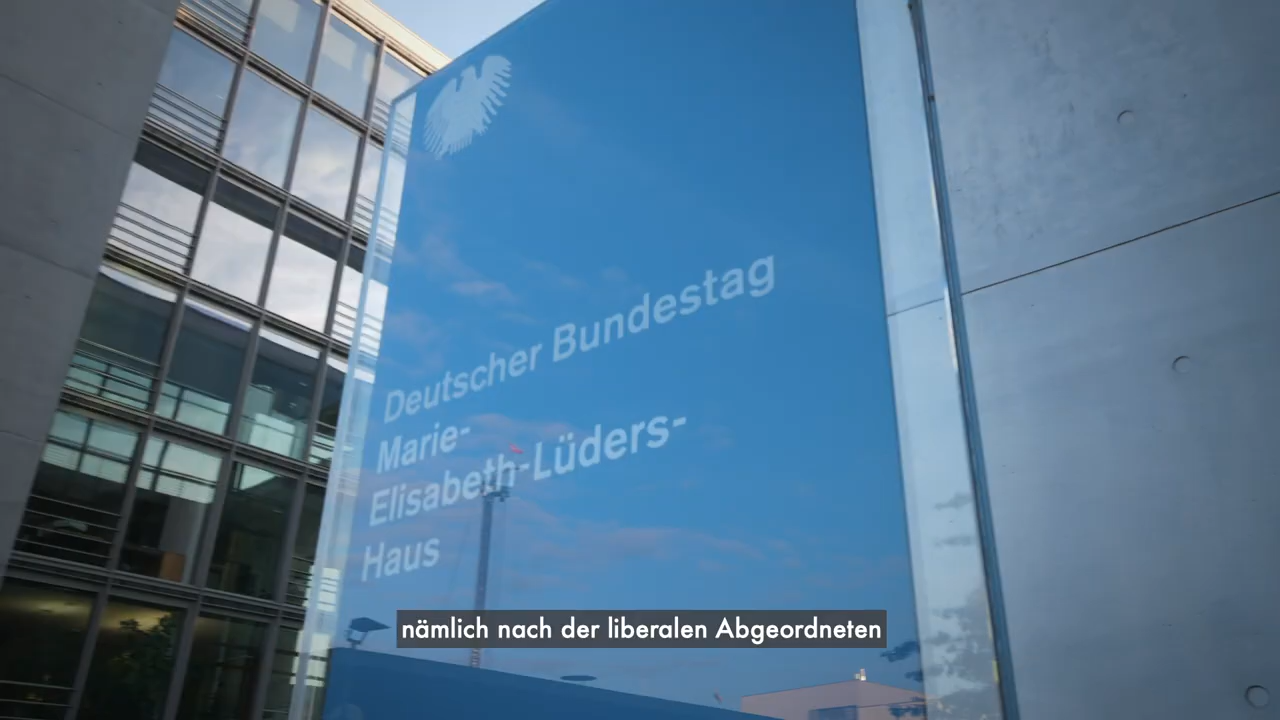 Deutscher Bundestag
Marie-
Elisabeth-Lüders-
Haus
nämlich nach der liberalen Abgeordneten